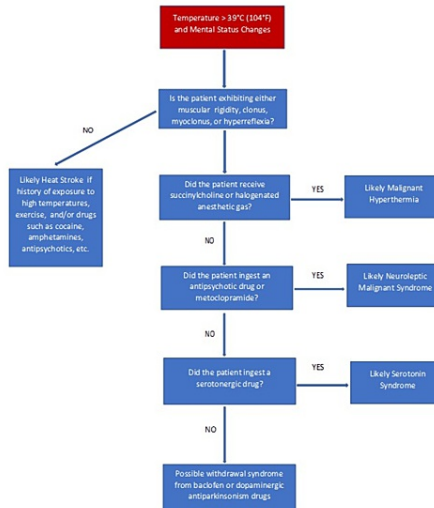 Temperature > 39°C (104°F)
and Mental Status Changes
Is the patient exhibiting either
muscular rigidity, clonus,
myoclonus, or hyperreflexia?
NO
Likely Heat Stroke if
history of exposure to
high temperatures,
exercise, and/or drugs
such as cocaine,
amphetamines,
antipsychotics, etc.
Did the patient receive
succinylcholine or halogenated
anesthetic gas?
YES
Likely Malignant
Hyperthermia
NO
Did the patient ingest an
antipsychotic drug or
metoclopramide?
YES
Likely Neuroleptic
Malignant Syndrome
NO
Did the patient ingest a
serotonergic drug?
YES
Likely Serotonin
Syndrome
NO
Possible withdrawal syndrome
from baclofen or dopaminergic
antiparkinsonism drugs